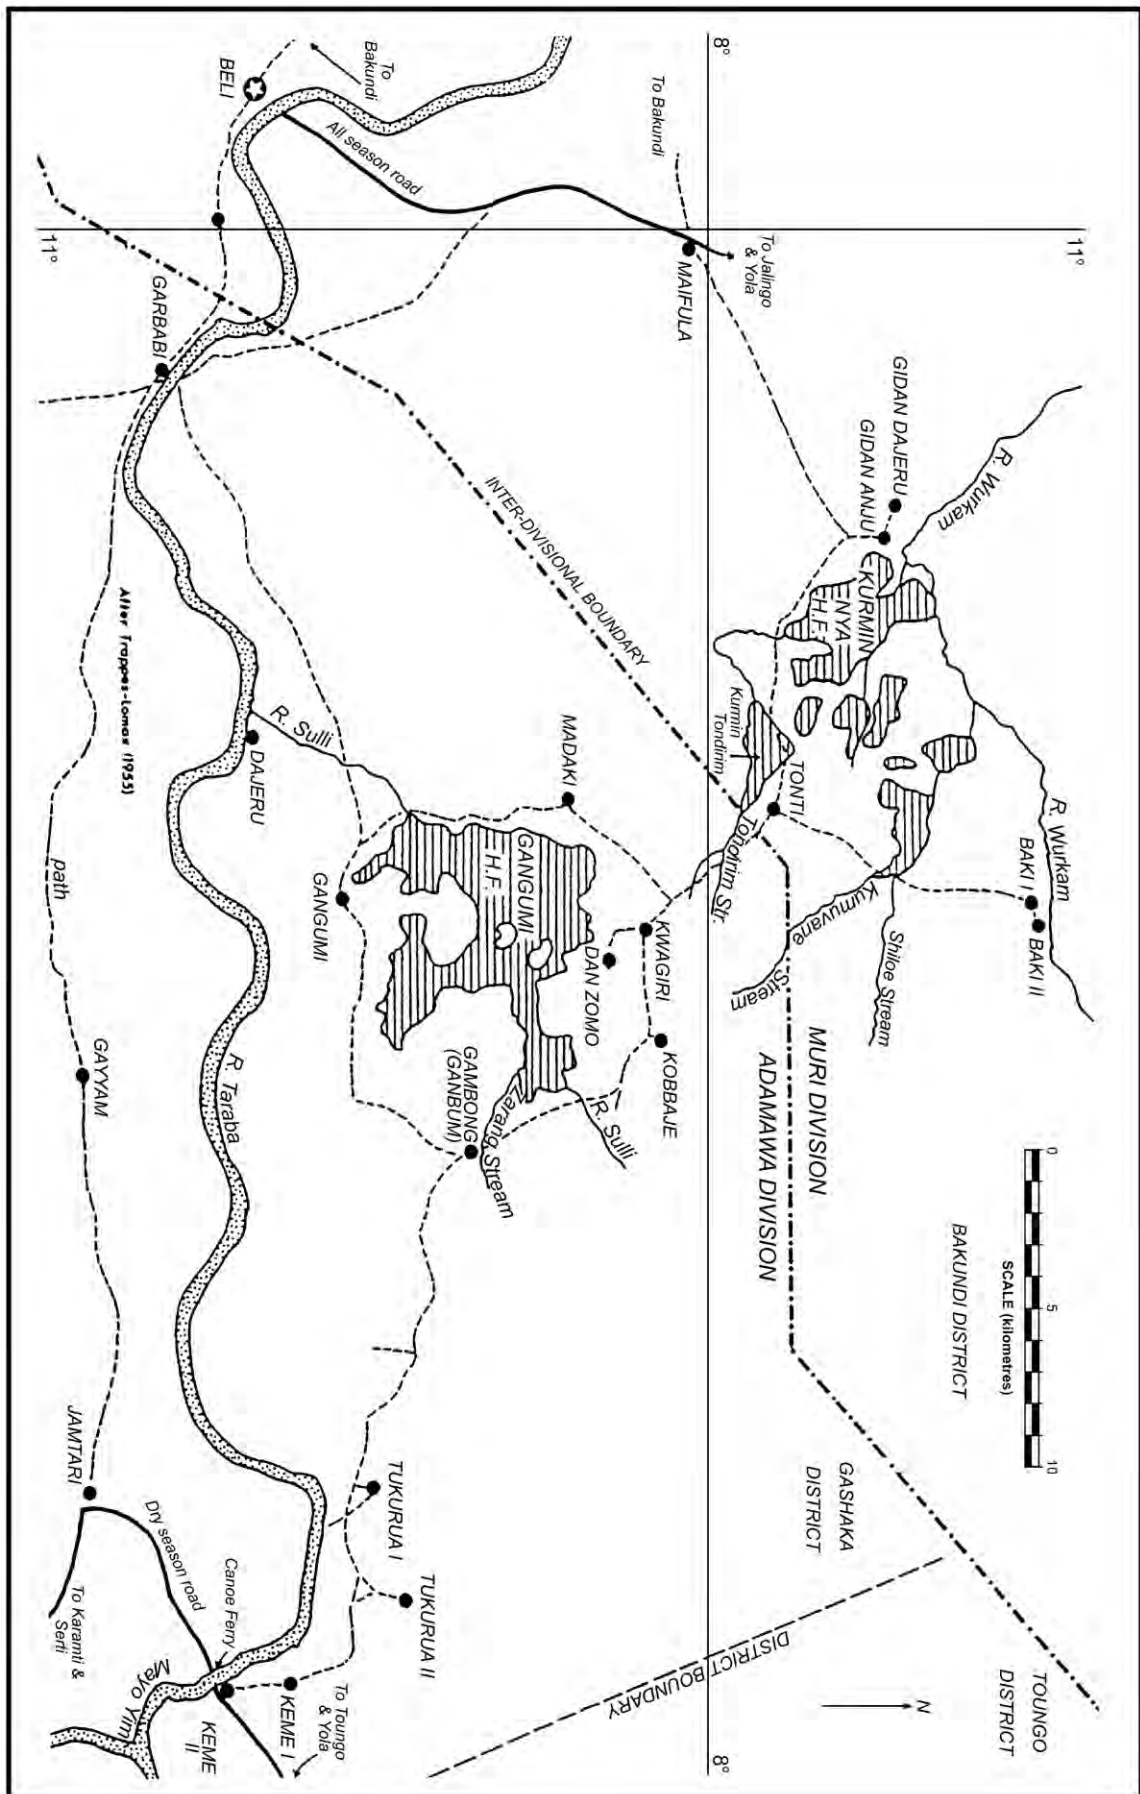 8°
11°
11°
8°
To
Bakundi
BELI
All season road
To Bakundi
To Jalingo
& Yola
MAIFULA
GARBABI
GIDAN DAJERU
GIDAN ANJU
R. Wurkam
KURMIN
NYA
H.F.
INTER-DIVISIONAL BOUNDARY
Kurmin
Tondirim
TONTI
Tondirim Str.
R. Wurkam
BAKI I
BAKI II
Kumuvane
Stream
Shiloe Stream
After Trappes-Lomax (1955)
R. Sulli
DAJERU
MADAKI
GANGUMI
H.F.
GANGUMI
KWAGIRI
DAN ZOMO
KOBBAJE
R. Sulli
Zarang Stream
GAMBONG
(GANBUM)
path
GAYYAM
R. Taraba
MURI DIVISION
ADAMAWA DIVISION
BAKUNDI DISTRICT
0
5
10
SCALE (kilometres)
GASHAKA
DISTRICT
TOUNGO
DISTRICT
DISTRICT BOUNDARY
N
TUKURUA I
TUKURUA II
JAMTARI
Dry season road
Canoe Ferry
To Karamti &
Serti
Mayo Yim
KEME I
KEME
II
To Toungo
& Yola